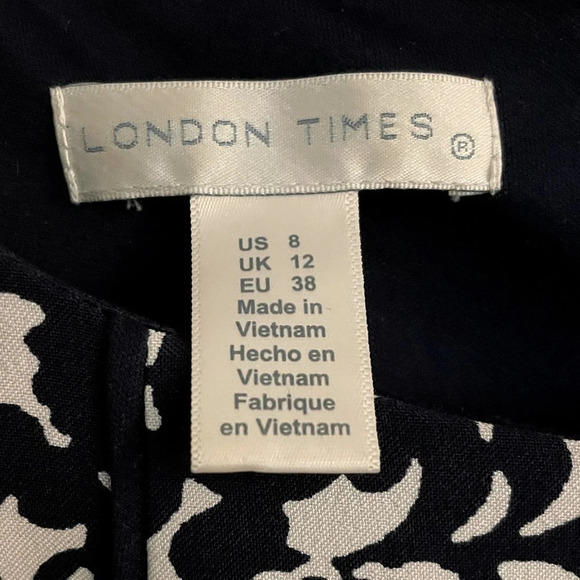 LONDON TIMES ®
US 8
UK 12
EU 38
Made in
Vietnam
Hecho en
Vietnam
Fabrique
en Vietnam